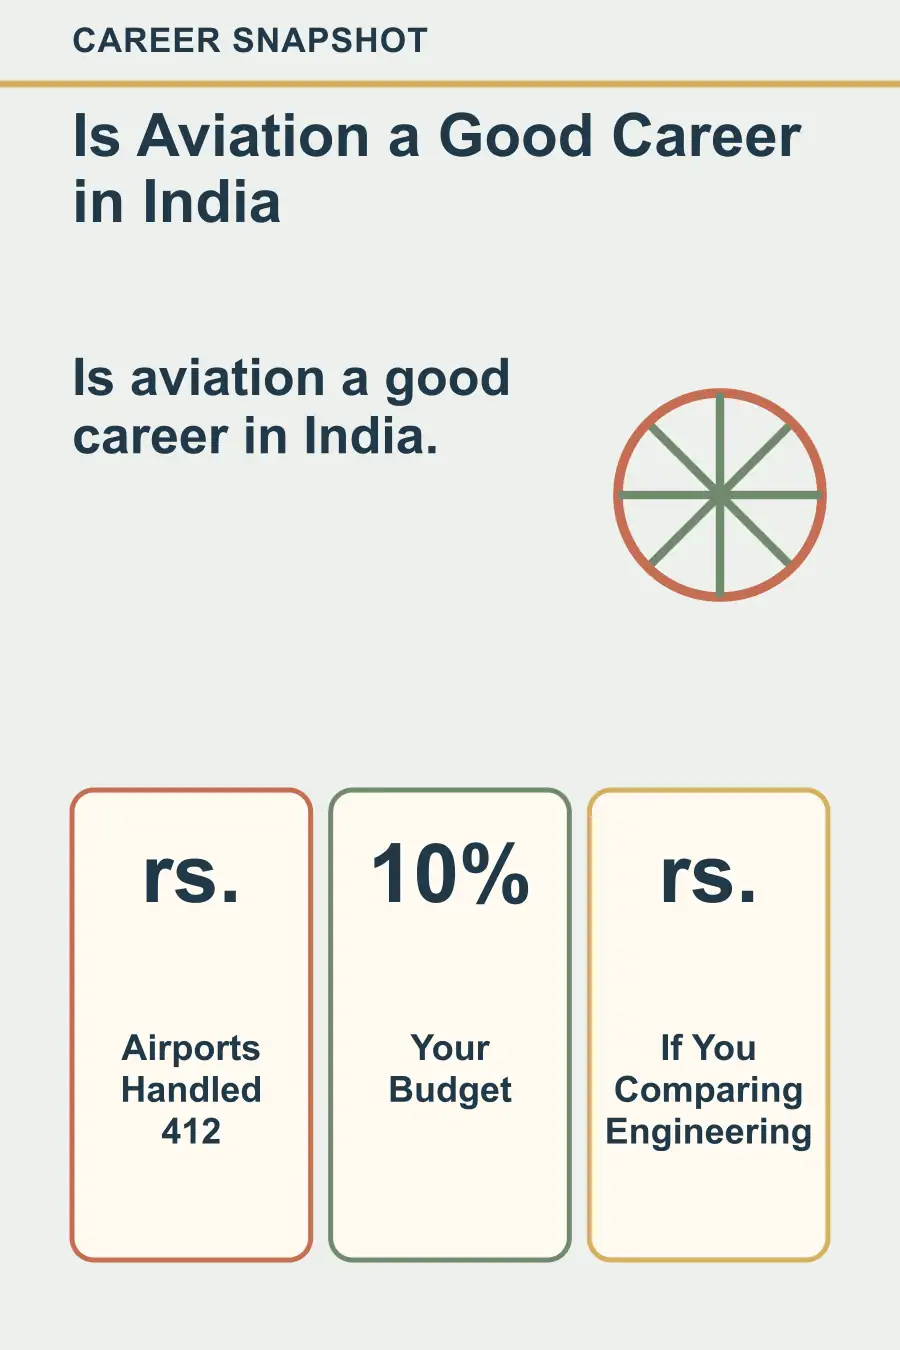 CAREER SNAPSHOT
Is Aviation a Good Career
in India
Is aviation a good
career in India.
rs.
Airports
Handled
412
10%
Your
Budget
rs.
If You
Comparing
Engineering